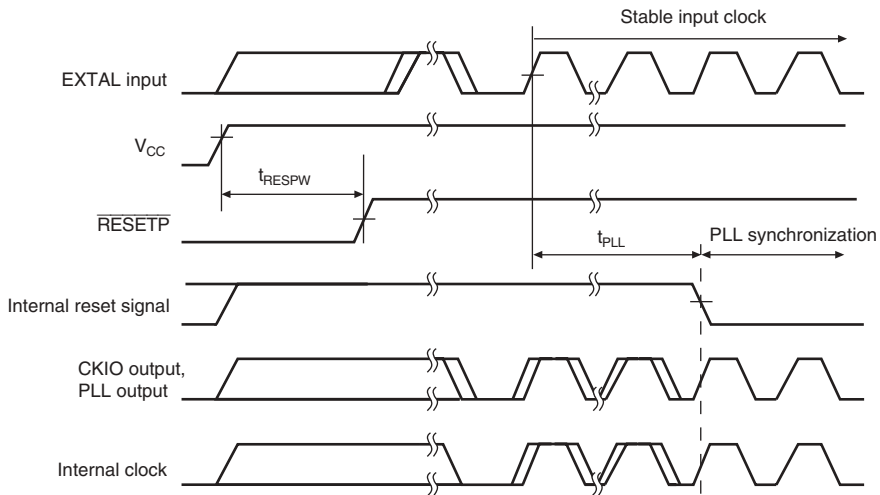 Stable input clock
EXTAL input
VCC
tRESPW
RESETP
tPLL
PLL synchronization
Internal reset signal
CKIO output,
PLL output
Internal clock